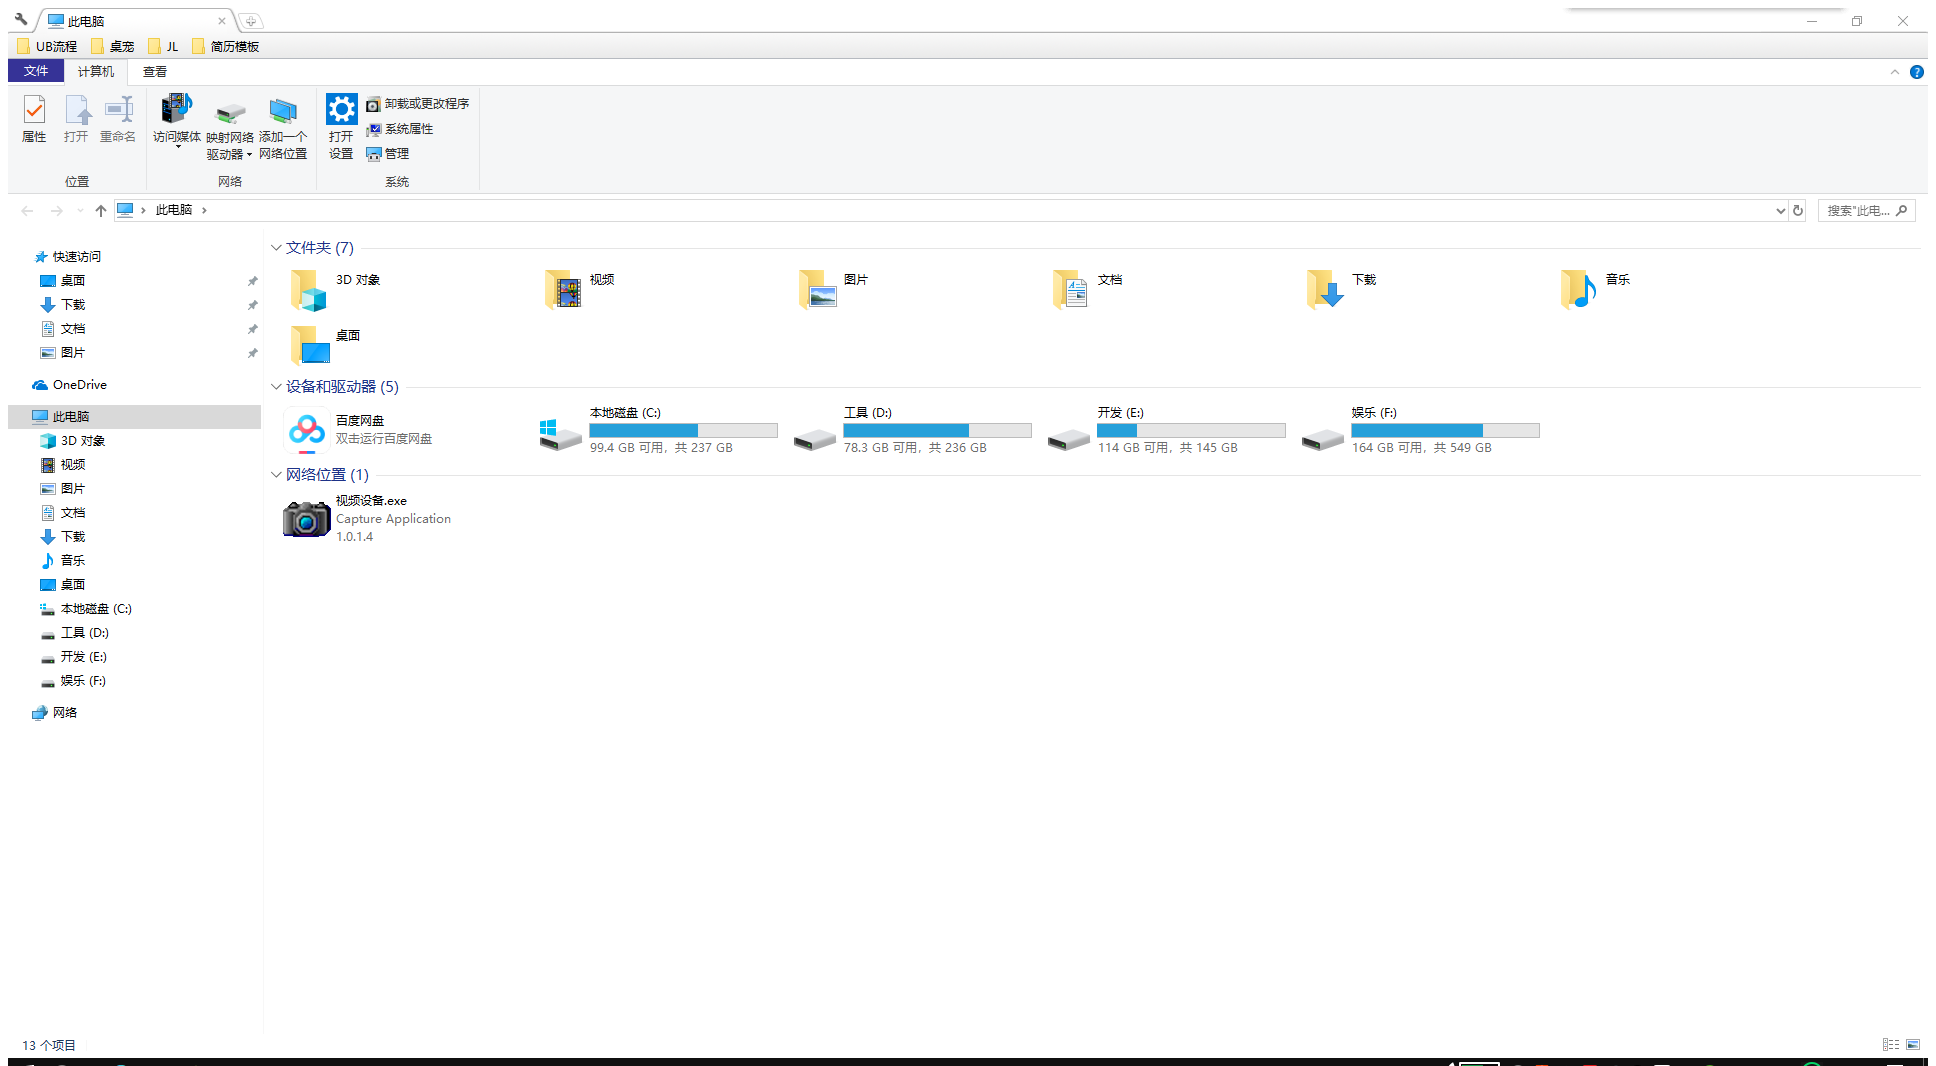 此电脑
UB流程 桌宠 JL 简历模板
文件 计算机 查看
属性 打开 重命名
访问媒体 映射网络驱动器 添加一个网络位置
打开设置
卸载或更改程序
系统属性
管理
位置 网络 系统
此电脑
搜索"此电...
快速访问
桌面
下载
文档
图片
OneDrive
此电脑
3D 对象
视频
图片
文档
下载
音乐
桌面
本地磁盘 (C:)
工具 (D:)
开发 (E:)
娱乐 (F:)
网络
文件夹 (7)
3D 对象 视频 图片 文档 下载 音乐
桌面
设备和驱动器 (5)
百度网盘
双击运行百度网盘
本地磁盘 (C:)
99.4 GB 可用，共 237 GB
工具 (D:)
78.3 GB 可用，共 236 GB
开发 (E:)
114 GB 可用，共 145 GB
娱乐 (F:)
164 GB 可用，共 549 GB
网络位置 (1)
视频设备.exe
Capture Application
1.0.1.4
13 个项目